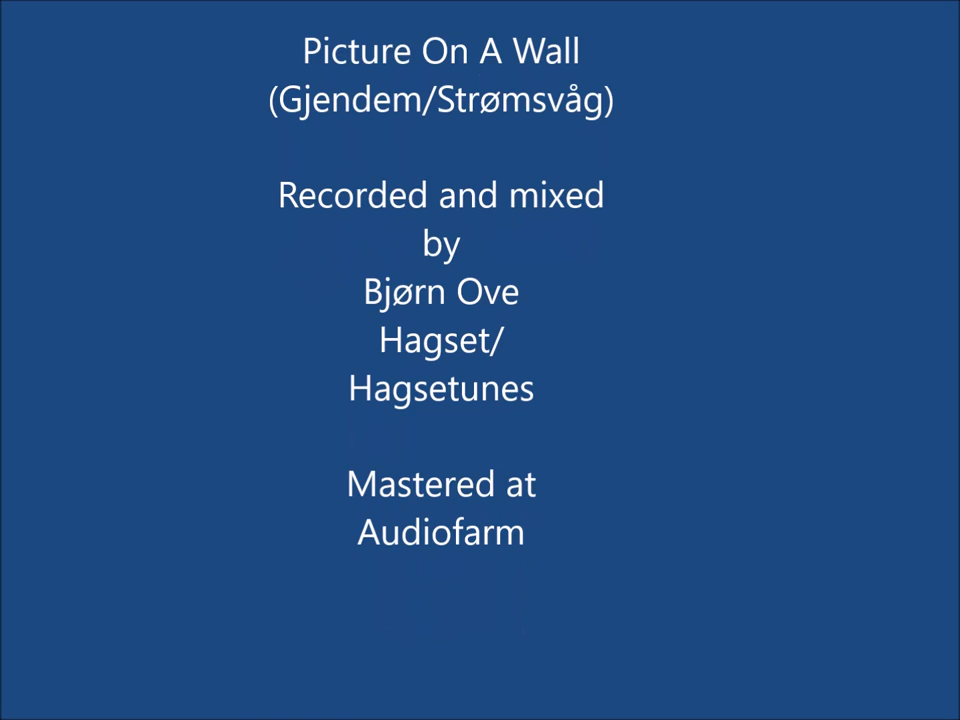 Picture On A Wall
(Gjendem/Strømsvåg)
Recorded and mixed
by
Bjørn Ove
Hagset/
Hagsetunes
Mastered at
Audiofarm